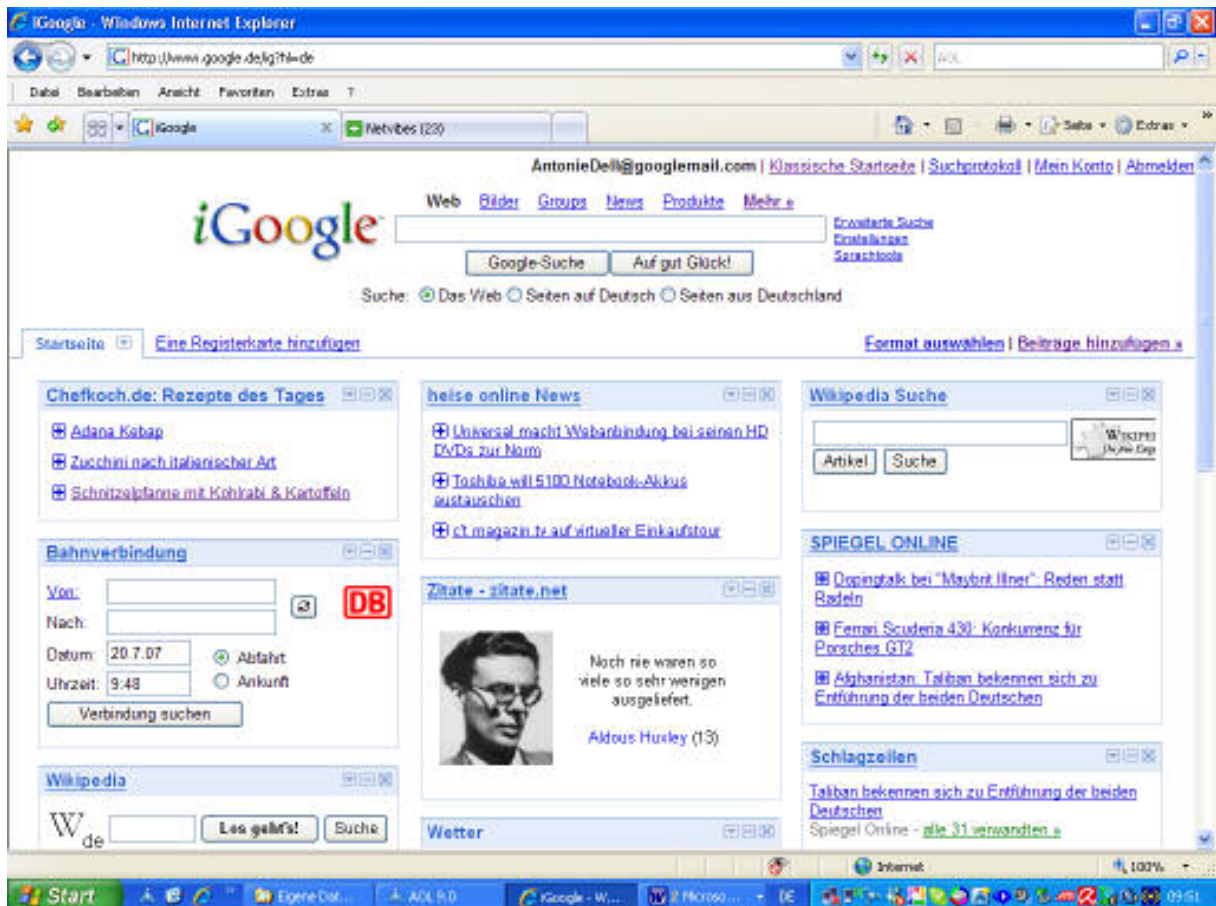 iGoogle - Windows Internet Explorer
http://www.google.de/ig?hl=de
AOL
Datei Bearbeiten Ansicht Favoriten Extras ?
iGoogle Netvibes (23) Seite Extras
AntonieDell@googlemail.com | Klassische Startseite | Suchprotokoll | Mein Konto | Abmelden
iGoogle
Web Bilder Groups News Produkte Mehr »
Erweiterte Suche
Einstellungen
Sprachtools
Google-Suche Auf gut Glück!
Suche: Das Web Seiten auf Deutsch Seiten aus Deutschland
Startseite Eine Registerkarte hinzufügen Format auswählen | Beiträge hinzufügen »
Chefkoch.de: Rezepte des Tages
Adana Kebap
Zucchini nach italienischer Art
Schnitzelpfanne mit Kohlrabi & Kartoffeln
Bahnverbindung
Von:
DB
Nach:
Datum: 20.7.07 Abfahrt
Uhrzeit: 9:48 Ankunft
Verbindung suchen
Wikipedia
W de Los geht's! Suche
heise online News
Universal macht Webanbindung bei seinen HD
DVDs zur Norm
Toshiba will 5100 Notebook-Akkus
austauschen
c't magazin.tv auf virtueller Einkaufstour
Zitate - zitate.net
Noch nie waren so
viele so sehr wenigen
ausgeliefert.
Aldous Huxley (13)
Wetter
Wikipedia Suche
Artikel Suche
SPIEGEL ONLINE
Dopingtalk bei "Maybrit Illner": Reden statt
Radeln
Ferrari Scuderia 430: Konkurrenz für
Porsches GT2
Afghanistan: Taliban bekennen sich zu
Entführung der beiden Deutschen
Schlagzeilen
Taliban bekennen sich zu Entführung der beiden
Deutschen
Spiegel Online - alle 31 verwandten »
Internet 100%
Start Eigene Dat... AOL 9.0 iGoogle - W... 2 Microso... DE 09:51